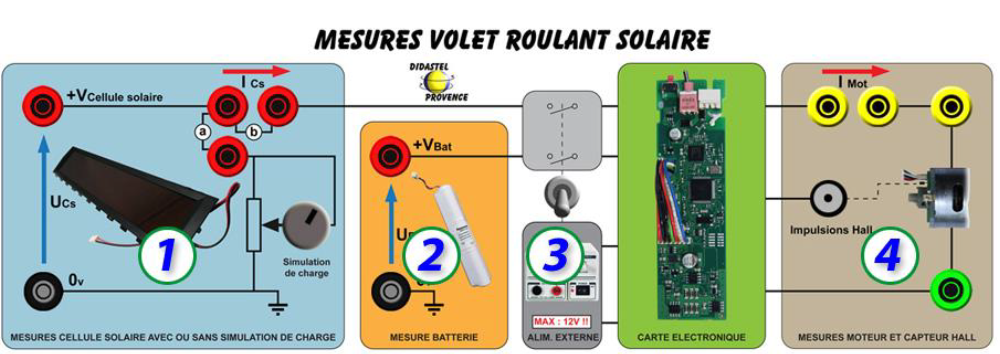 MESURES VOLET ROULANT SOLAIRE
DIDASTEL
PROVENCE
+VCellule solaire
I Cs
a
b
UCs
1
Simulation
de charge
0v
MESURES CELLULE SOLAIRE AVEC OU SANS SIMULATION DE CHARGE
+VBat
2
MESURE BATTERIE
3
MAX : 12V !!
ALIM. EXTERNE
CARTE ELECTRONIQUE
I Mot
Impulsions Hall
4
MESURES MOTEUR ET CAPTEUR HALL